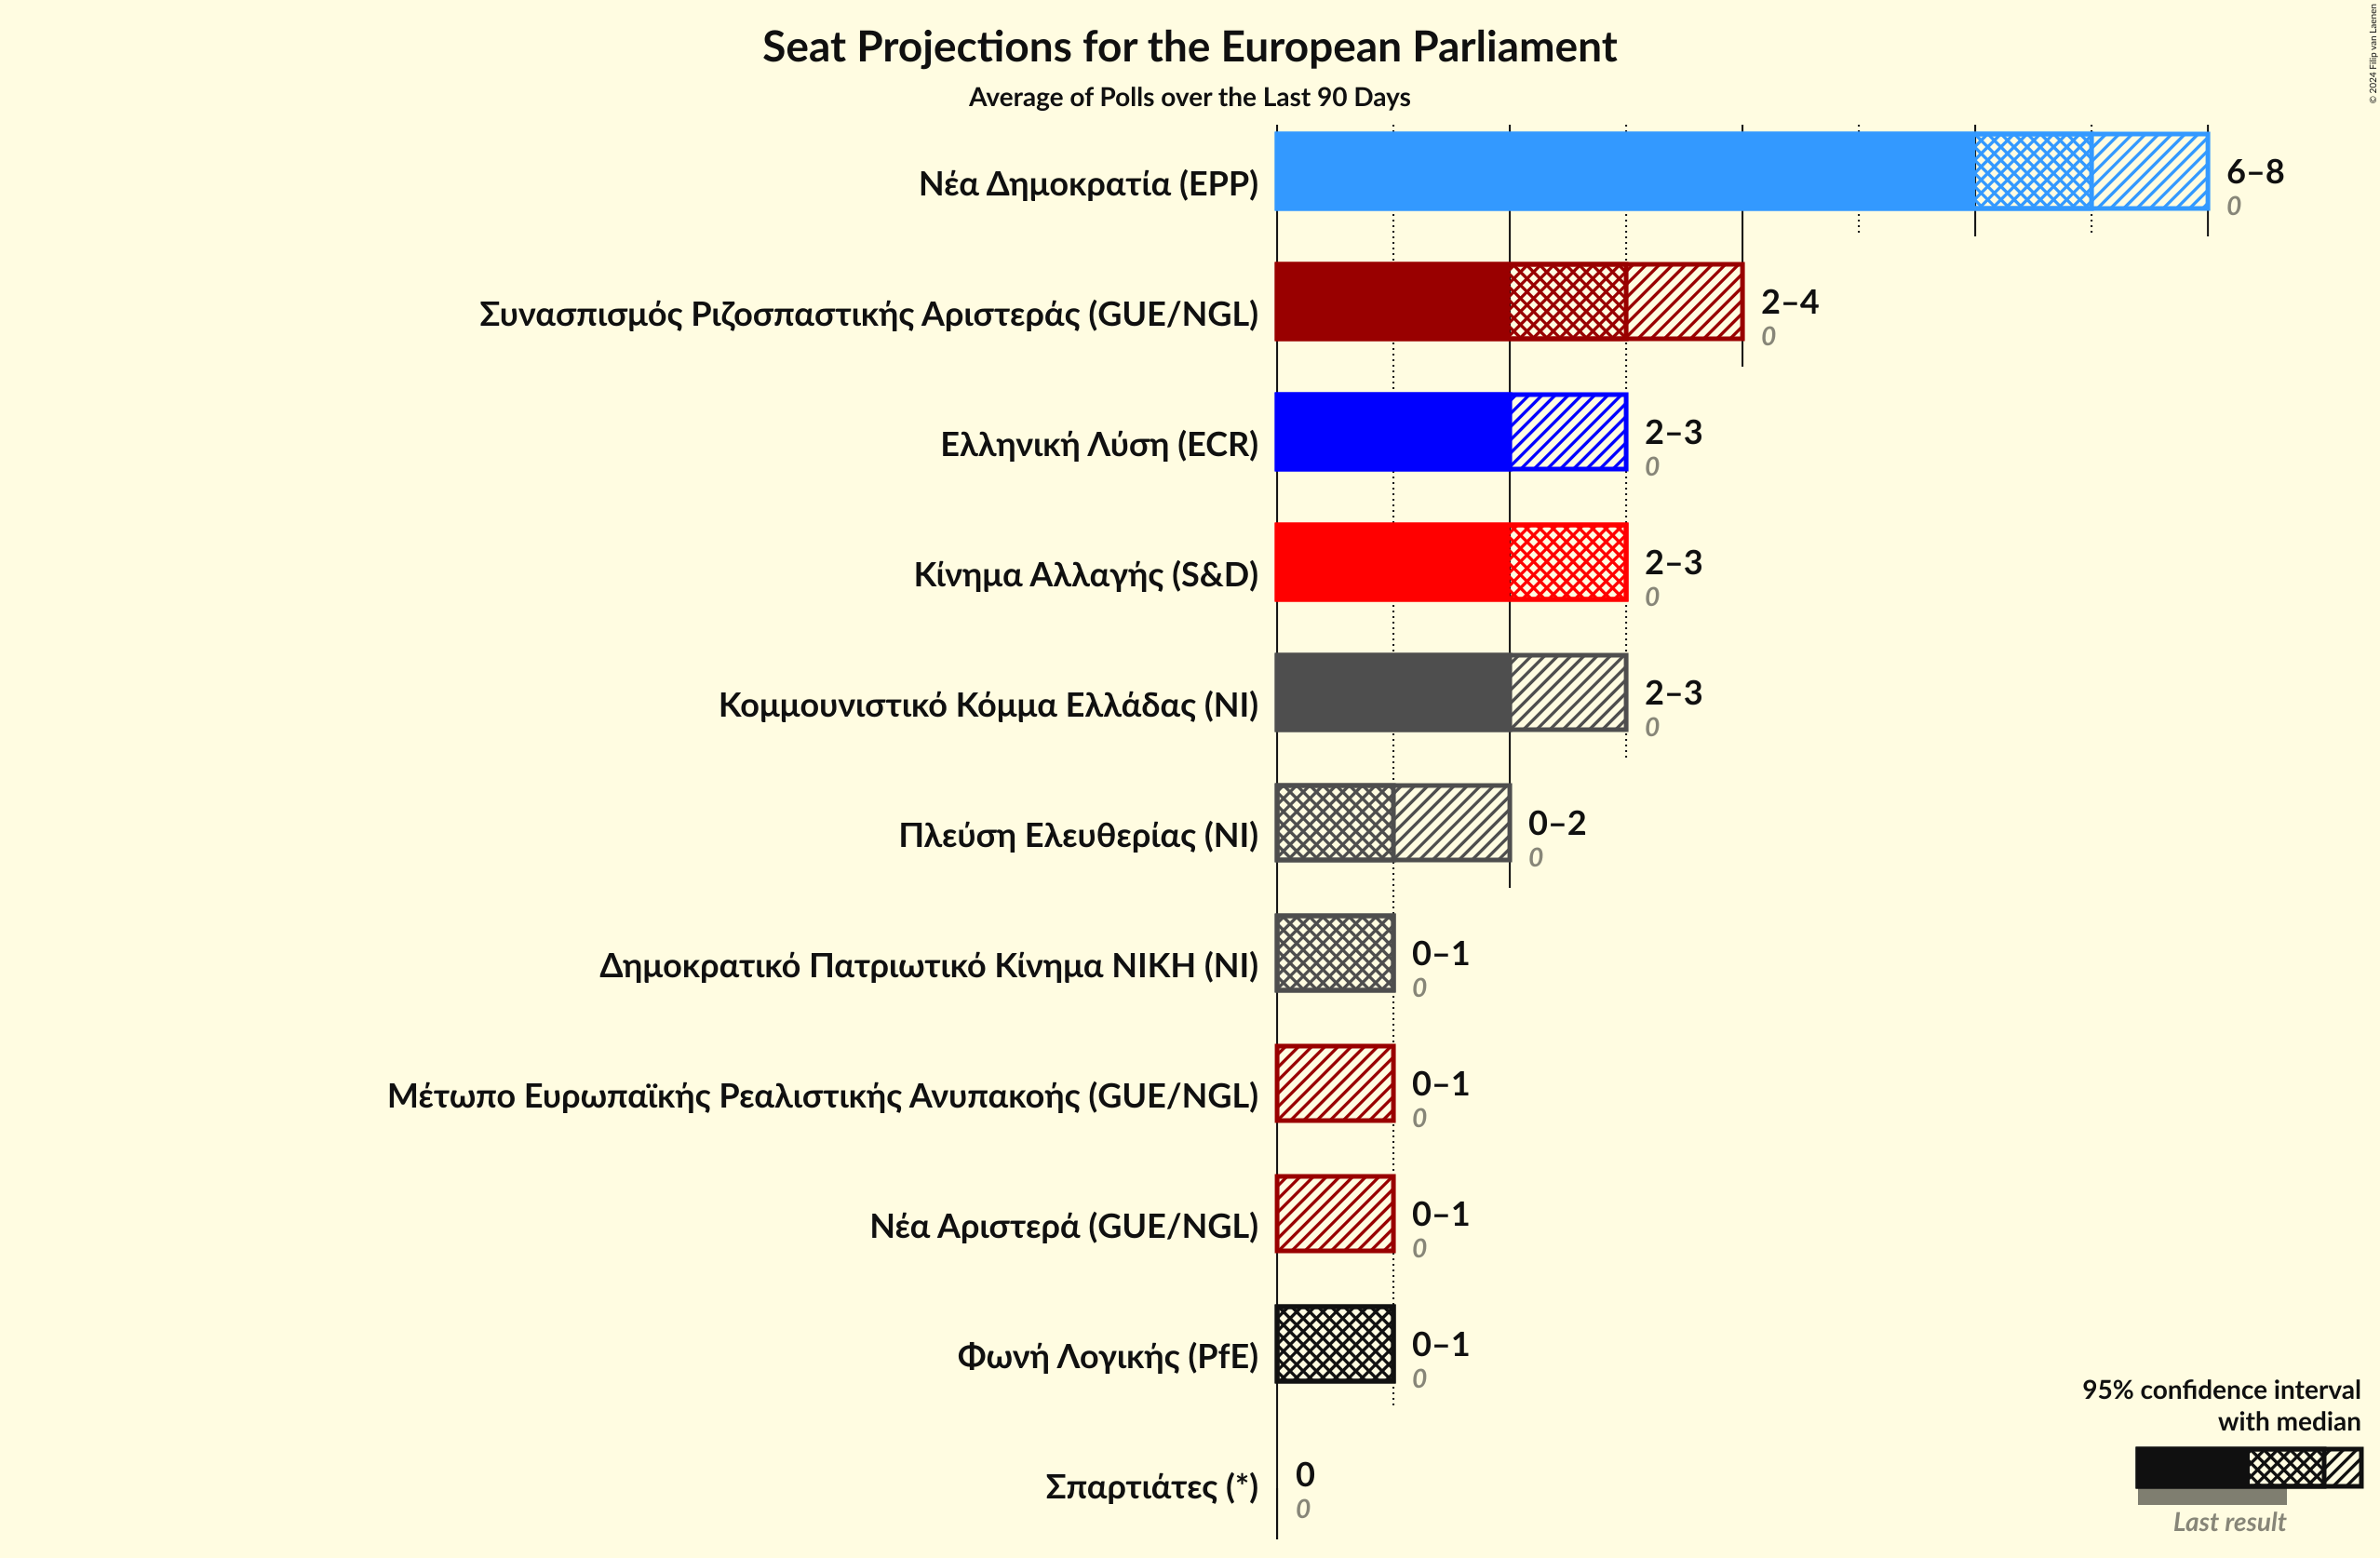 Seat Projections for the European Parliament
Average of Polls over the Last 90 Days
© 2024 Filip van Laenen
Νέα Δημοκρατία (EPP)
6–8
0
Συνασπισμός Ριζοσπαστικής Αριστεράς (GUE/NGL)
2–4
0
Ελληνική Λύση (ECR)
2–3
0
Κίνημα Αλλαγής (S&D)
2–3
0
Κομμουνιστικό Κόμμα Ελλάδας (NI)
2–3
0
Πλεύση Ελευθερίας (NI)
0–2
0
Δημοκρατικό Πατριωτικό Κίνημα ΝΙΚΗ (NI)
0–1
0
Μέτωπο Ευρωπαϊκής Ρεαλιστικής Ανυπακοής (GUE/NGL)
0–1
0
Νέα Αριστερά (GUE/NGL)
0–1
0
Φωνή Λογικής (PfE)
0–1
0
Σπαρτιάτες (*)
0
0
95% confidence interval
with median
Last result